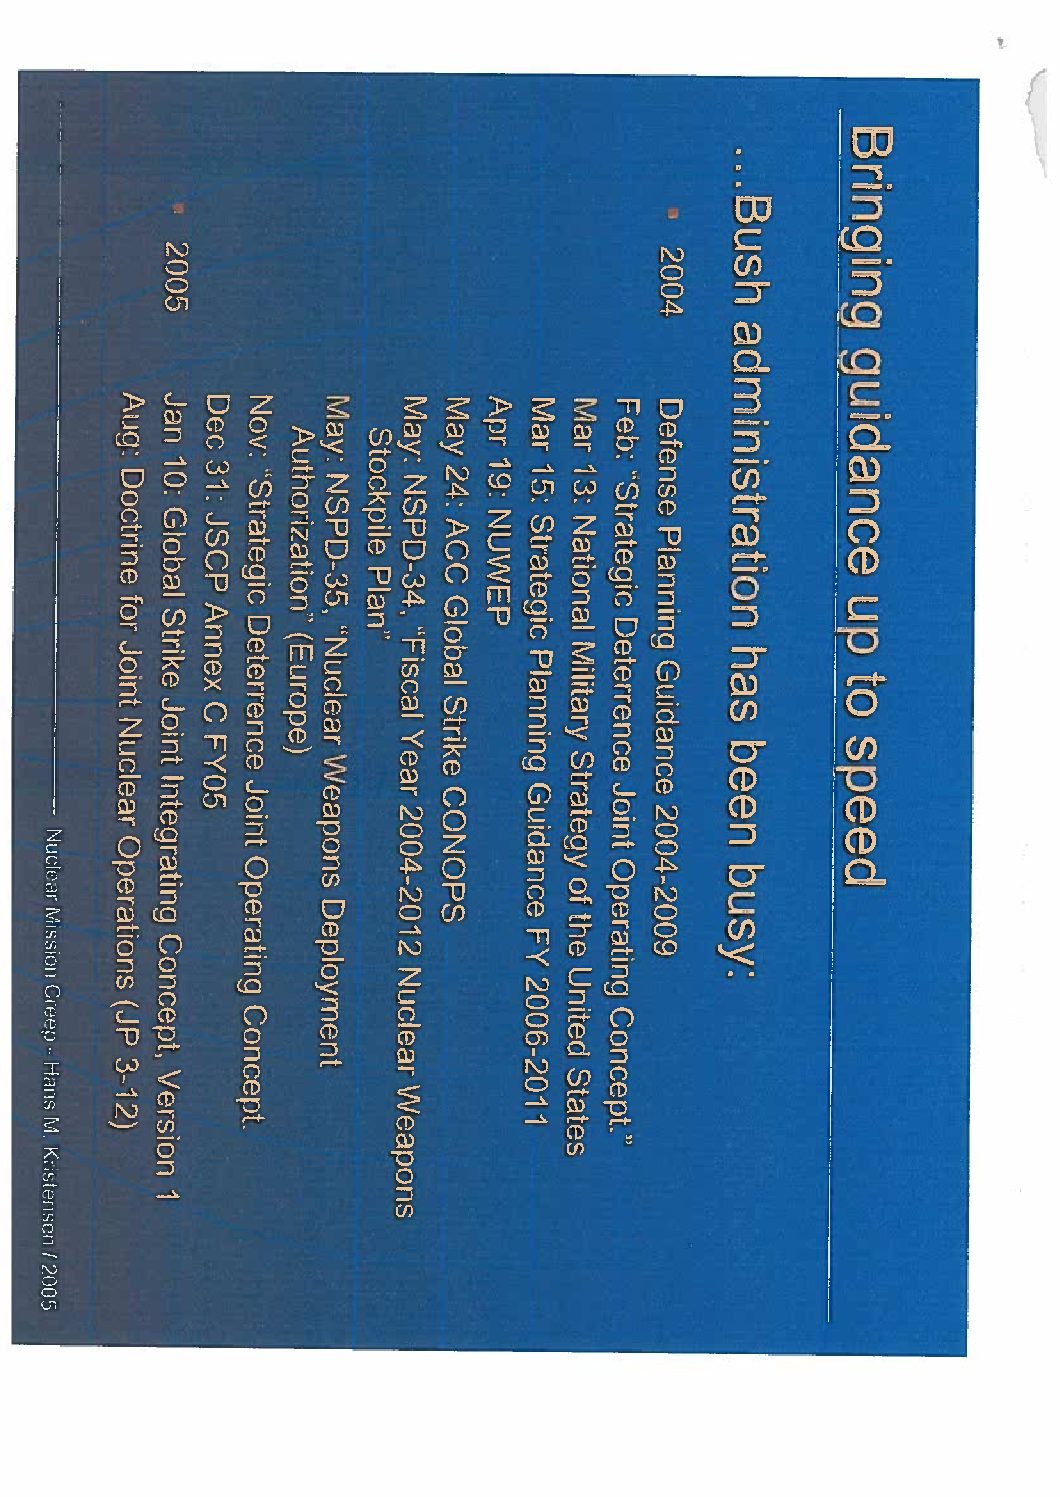 Bringing guidance up to speed
...Bush administration has been busy:
▪ 2004 Defense Planning Guidance 2004-2009
Feb: “Strategic Deterrence Joint Operating Concept.”
Mar 13: National Military Strategy of the United States
Mar 15: Strategic Planning Guidance FY 2006-2011
Apr 19: NUWEP
May 24: ACC Global Strike CONOPS
May: NSPD-34, “Fiscal Year 2004-2012 Nuclear Weapons
Stockpile Plan”
May: NSPD-35, “Nuclear Weapons Deployment
Authorization” (Europe)
Nov: “Strategic Deterrence Joint Operating Concept.
Dec 31: JSCP Annex C FY05
▪ 2005 Jan 10: Global Strike Joint Integrating Concept, Version 1
Aug: Doctrine for Joint Nuclear Operations (JP 3-12)
Nuclear Mission Creep - Hans M. Kristensen / 2005